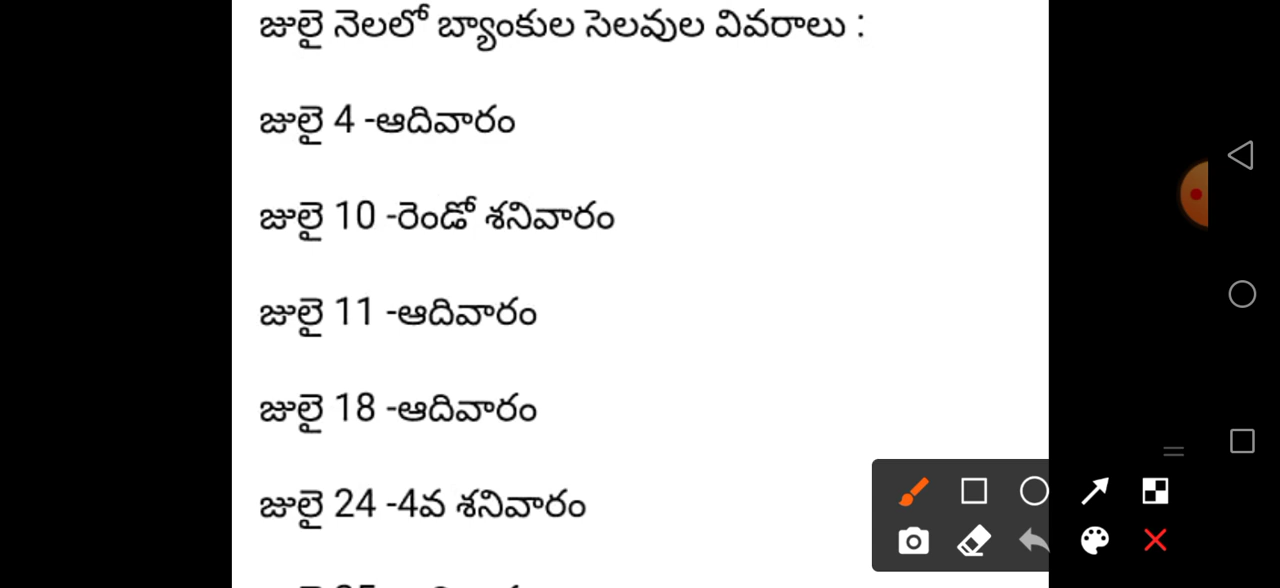 జులై నెలలో బ్యాంకుల సెలవుల వివరాలు :
జులై 4 -ఆదివారం
జులై 10 -రెండో శనివారం
జులై 11 -ఆదివారం
జులై 18 -ఆదివారం
జులై 24 -4వ శనివారం